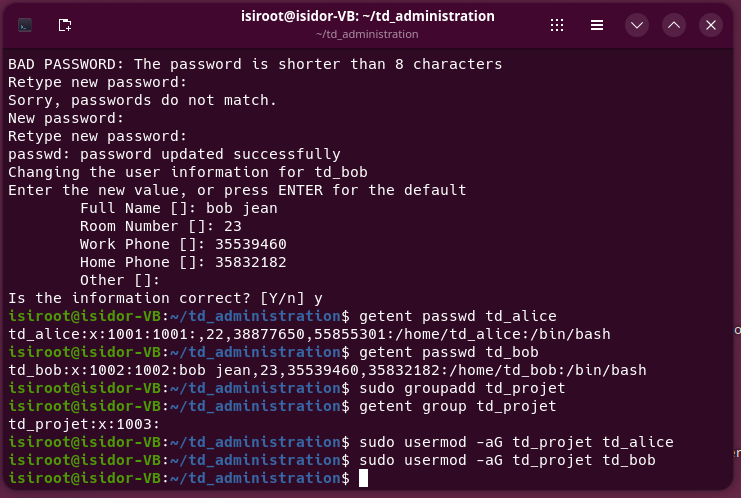 isiroot@isidor-VB: ~/td_administration
~/td_administration
BAD PASSWORD: The password is shorter than 8 characters
Retype new password:
Sorry, passwords do not match.
New password:
Retype new password:
passwd: password updated successfully
Changing the user information for td_bob
Enter the new value, or press ENTER for the default
        Full Name []: bob jean
        Room Number []: 23
        Work Phone []: 35539460
        Home Phone []: 35832182
        Other []:
Is the information correct? [Y/n] y
isiroot@isidor-VB:~/td_administration$ getent passwd td_alice
td_alice:x:1001:1001:,22,38877650,55855301:/home/td_alice:/bin/bash
isiroot@isidor-VB:~/td_administration$ getent passwd td_bob
td_bob:x:1002:1002:bob jean,23,35539460,35832182:/home/td_bob:/bin/bash
isiroot@isidor-VB:~/td_administration$ sudo groupadd td_projet
isiroot@isidor-VB:~/td_administration$ getent group td_projet
td_projet:x:1003:
isiroot@isidor-VB:~/td_administration$ sudo usermod -aG td_projet td_alice
isiroot@isidor-VB:~/td_administration$ sudo usermod -aG td_projet td_bob
isiroot@isidor-VB:~/td_administration$